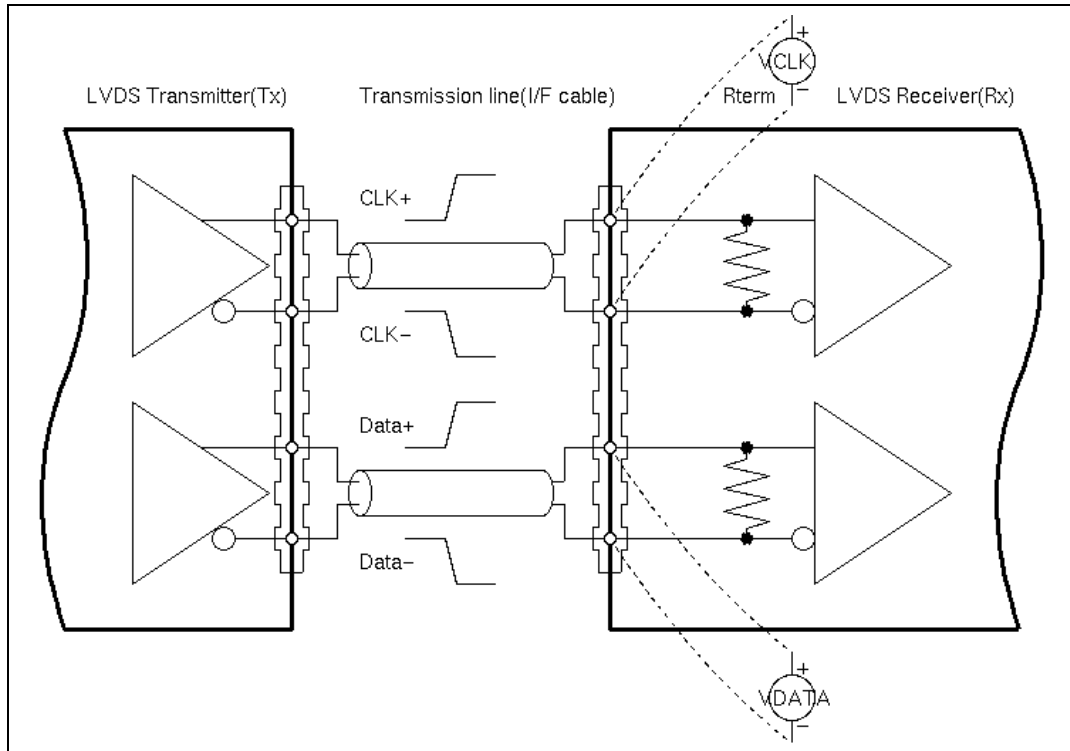 +
VCLK
−
LVDS Transmitter(Tx) Transmission line(I/F cable) Rterm LVDS Receiver(Rx)
CLK+
CLK−
Data+
Data−
+
VDATA
−